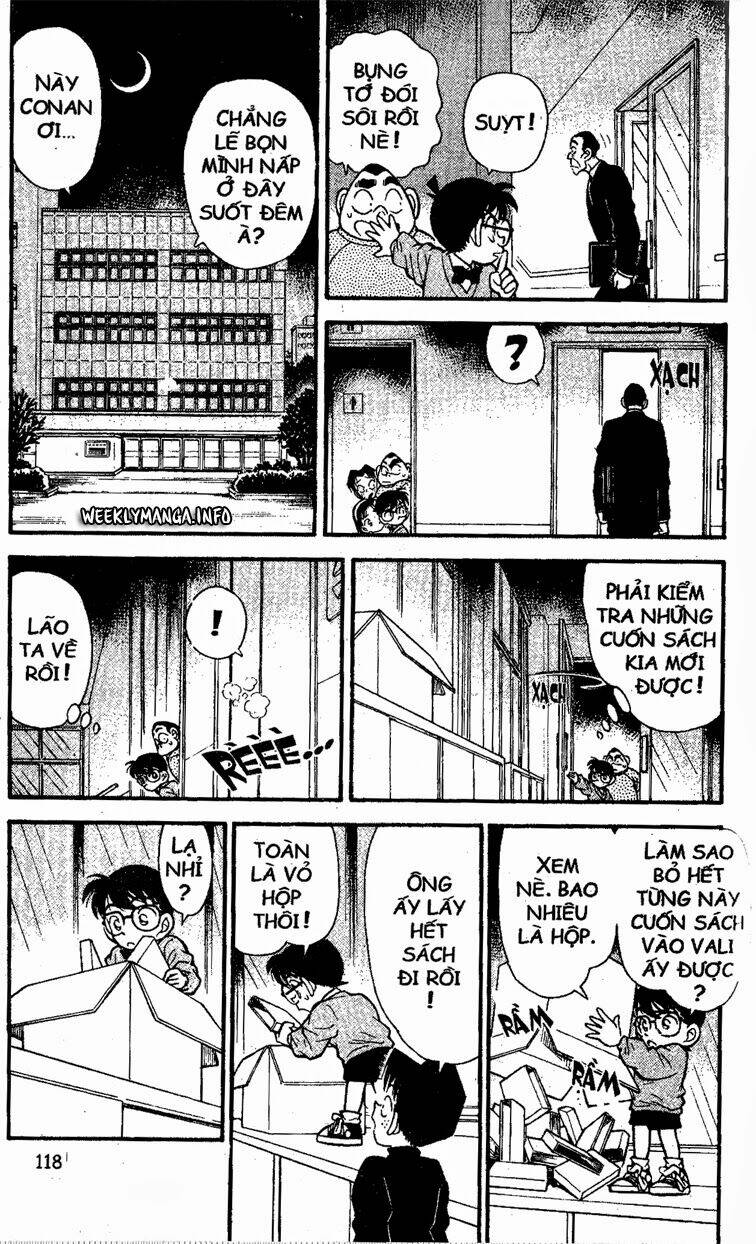 NÀY
CONAN
ƠI...
CHẲNG
LẼ BỌN
MÌNH NẤP
Ở ĐÂY
SUỐT ĐÊM
À?
WEEKLYMANGA.INFO
BỤNG
TỚ ĐÓI
SÔI RỒI
NÈ!
SUỴT!
?
XẠCH
LÃO
TA VỀ
RỒI!
!
RÈÈÈ...
PHẢI KIỂM
TRA NHỮNG
CUỐN SÁCH
KIA MỚI
ĐƯỢC!
XẠCH
LẠ
NHỈ
?
TOÀN
LÀ VỎ
HỘP
THÔI!
ÔNG
ẤY LẤY
HẾT
SÁCH
ĐI RỒI
!
XEM
NÈ. BAO
NHIÊU
LÀ HỘP.
LÀM SAO
BỎ HẾT
TỪNG NÀY
CUỐN SÁCH
VÀO VALI
ẤY ĐƯỢC
?
RẦM
RẦM
118